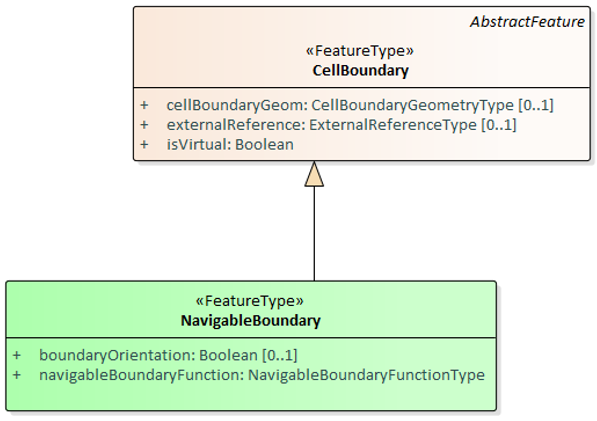 AbstractFeature
«FeatureType»
CellBoundary
+ cellBoundaryGeom: CellBoundaryGeometryType [0..1]
+ externalReference: ExternalReferenceType [0..1]
+ isVirtual: Boolean
«FeatureType»
NavigableBoundary
+ boundaryOrientation: Boolean [0..1]
+ navigableBoundaryFunction: NavigableBoundaryFunctionType